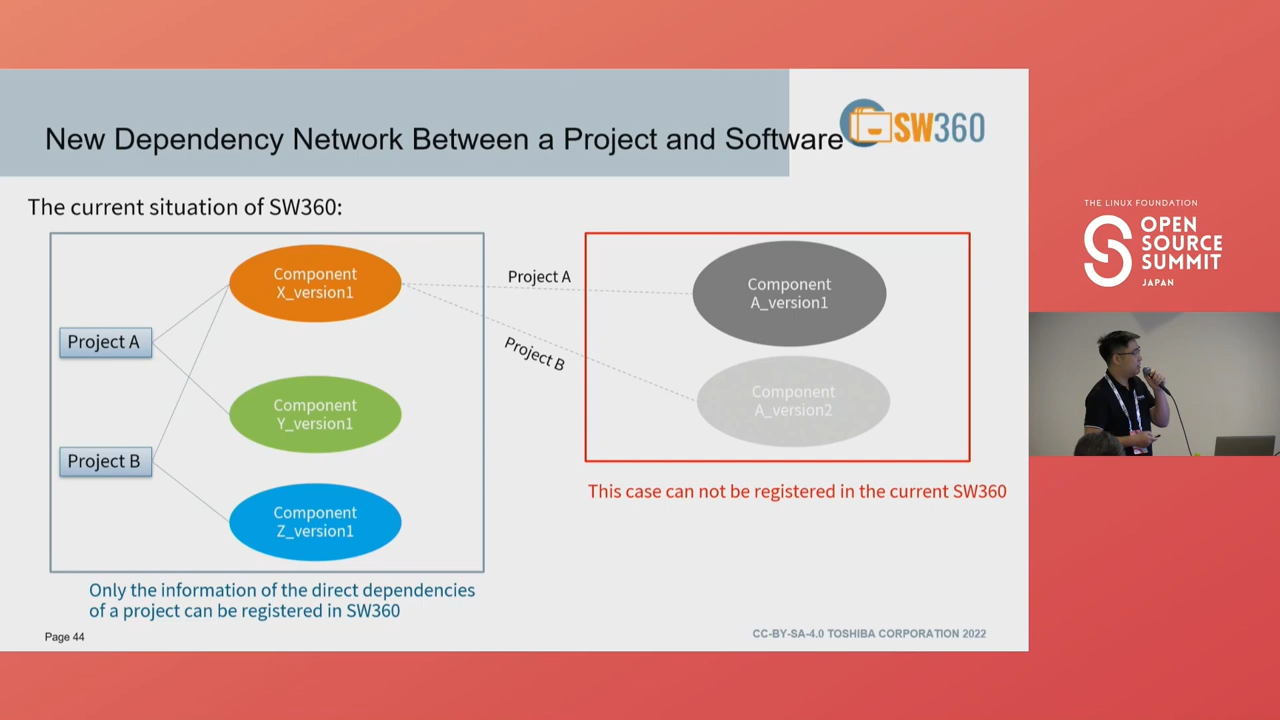 New Dependency Network Between a Project and Software
SW360
The current situation of SW360:
Component
X_version1
Project A
Component
A_version1
Project A
Project B
Component
Y_version1
Component
A_version2
Project B
Component
Z_version1
This case can not be registered in the current SW360
Only the information of the direct dependencies
of a project can be registered in SW360
Page 44
CC-BY-SA-4.0 TOSHIBA CORPORATION 2022
THE LINUX FOUNDATION
OPEN
SOURCE
SUMMIT
JAPAN